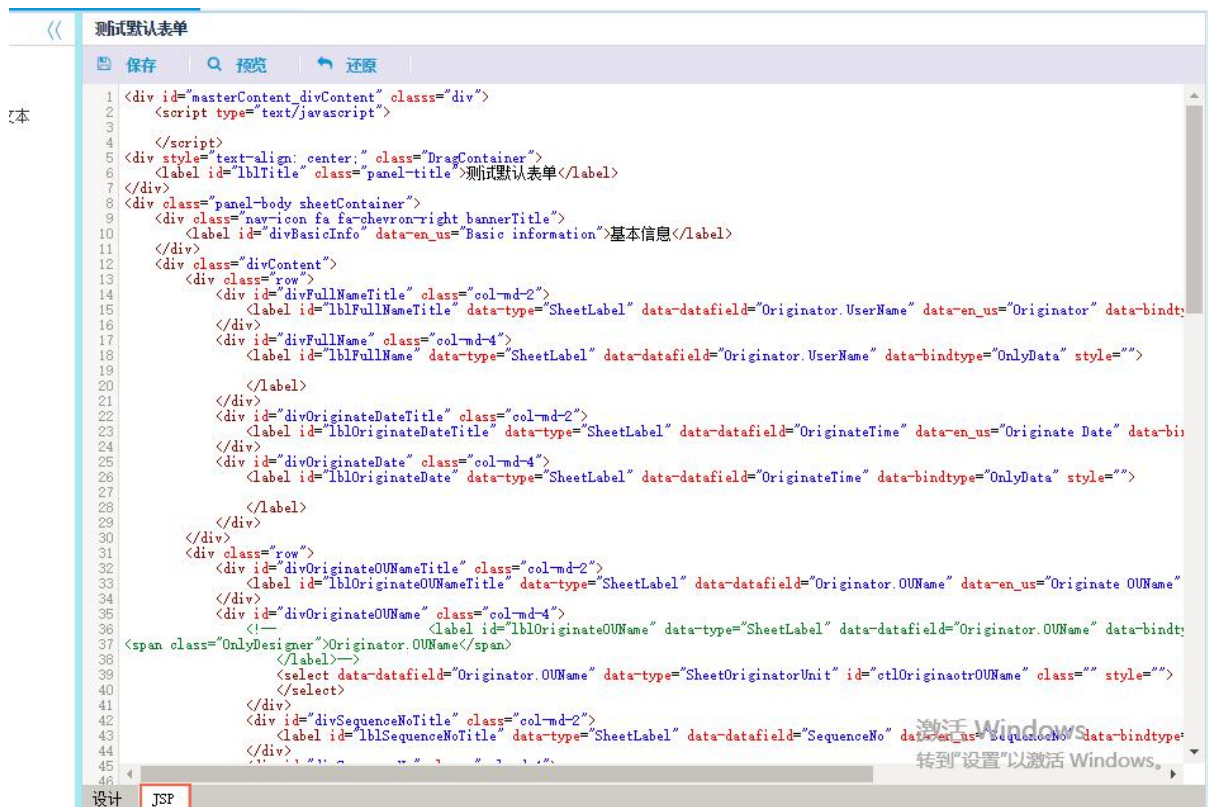 测试默认表单
保存 预览 还原
文本
1 <div id="masterContent_divContent" classs="div">
2 <script type="text/javascript">
3
4 </script>
5 <div style="text-align: center;" class="DragContainer">
6 <label id="lblTitle" class="panel-title">测试默认表单</label>
7 </div>
8 <div class="panel-body sheetContainer">
9 <div class="nav-icon fa fa-chevron-right bannerTitle">
10 <label id="divBasicInfo" data-en_us="Basic information">基本信息</label>
11 </div>
12 <div class="divContent">
13 <div class="row">
14 <div id="divFullNameTitle" class="col-md-2">
15 <label id="lblFullNameTitle" data-type="SheetLabel" data-datafield="Originator.UserName" data-en_us="Originator" data-bindty
16 </div>
17 <div id="divFullName" class="col-md-4">
18 <label id="lblFullName" data-type="SheetLabel" data-datafield="Originator.UserName" data-bindtype="OnlyData" style="">
19
20 </label>
21 </div>
22 <div id="divOriginateDateTitle" class="col-md-2">
23 <label id="lblOriginateDateTitle" data-type="SheetLabel" data-datafield="OriginateTime" data-en_us="Originate Date" data-bin
24 </div>
25 <div id="divOriginateDate" class="col-md-4">
26 <label id="lblOriginateDate" data-type="SheetLabel" data-datafield="OriginateTime" data-bindtype="OnlyData" style="">
27
28 </label>
29 </div>
30 </div>
31 <div class="row">
32 <div id="divOriginateOUNameTitle" class="col-md-2">
33 <label id="lblOriginateOUNameTitle" data-type="SheetLabel" data-datafield="Originator.OUName" data-en_us="Originate OUName"
34 </div>
35 <div id="divOriginateOUName" class="col-md-4">
36 <!-- <label id="lblOriginateOUName" data-type="SheetLabel" data-datafield="Originator.OUName" data-bindty
37 <span class="OnlyDesigner">Originator.OUName</span>
38 </label>-->
39 <select data-datafield="Originator.OUName" data-type="SheetOriginatorUnit" id="ctlOriginaotrOUName" class="" style="">
40 </select>
41 </div>
42 <div id="divSequenceNoTitle" class="col-md-2">
43 <label id="lblSequenceNoTitle" data-type="SheetLabel" data-datafield="SequenceNo" data-en_us="SequenceNo" data-bindtype=
44 </div>
45
46
激活 Windows
转到"设置"以激活 Windows。
设计 JSP